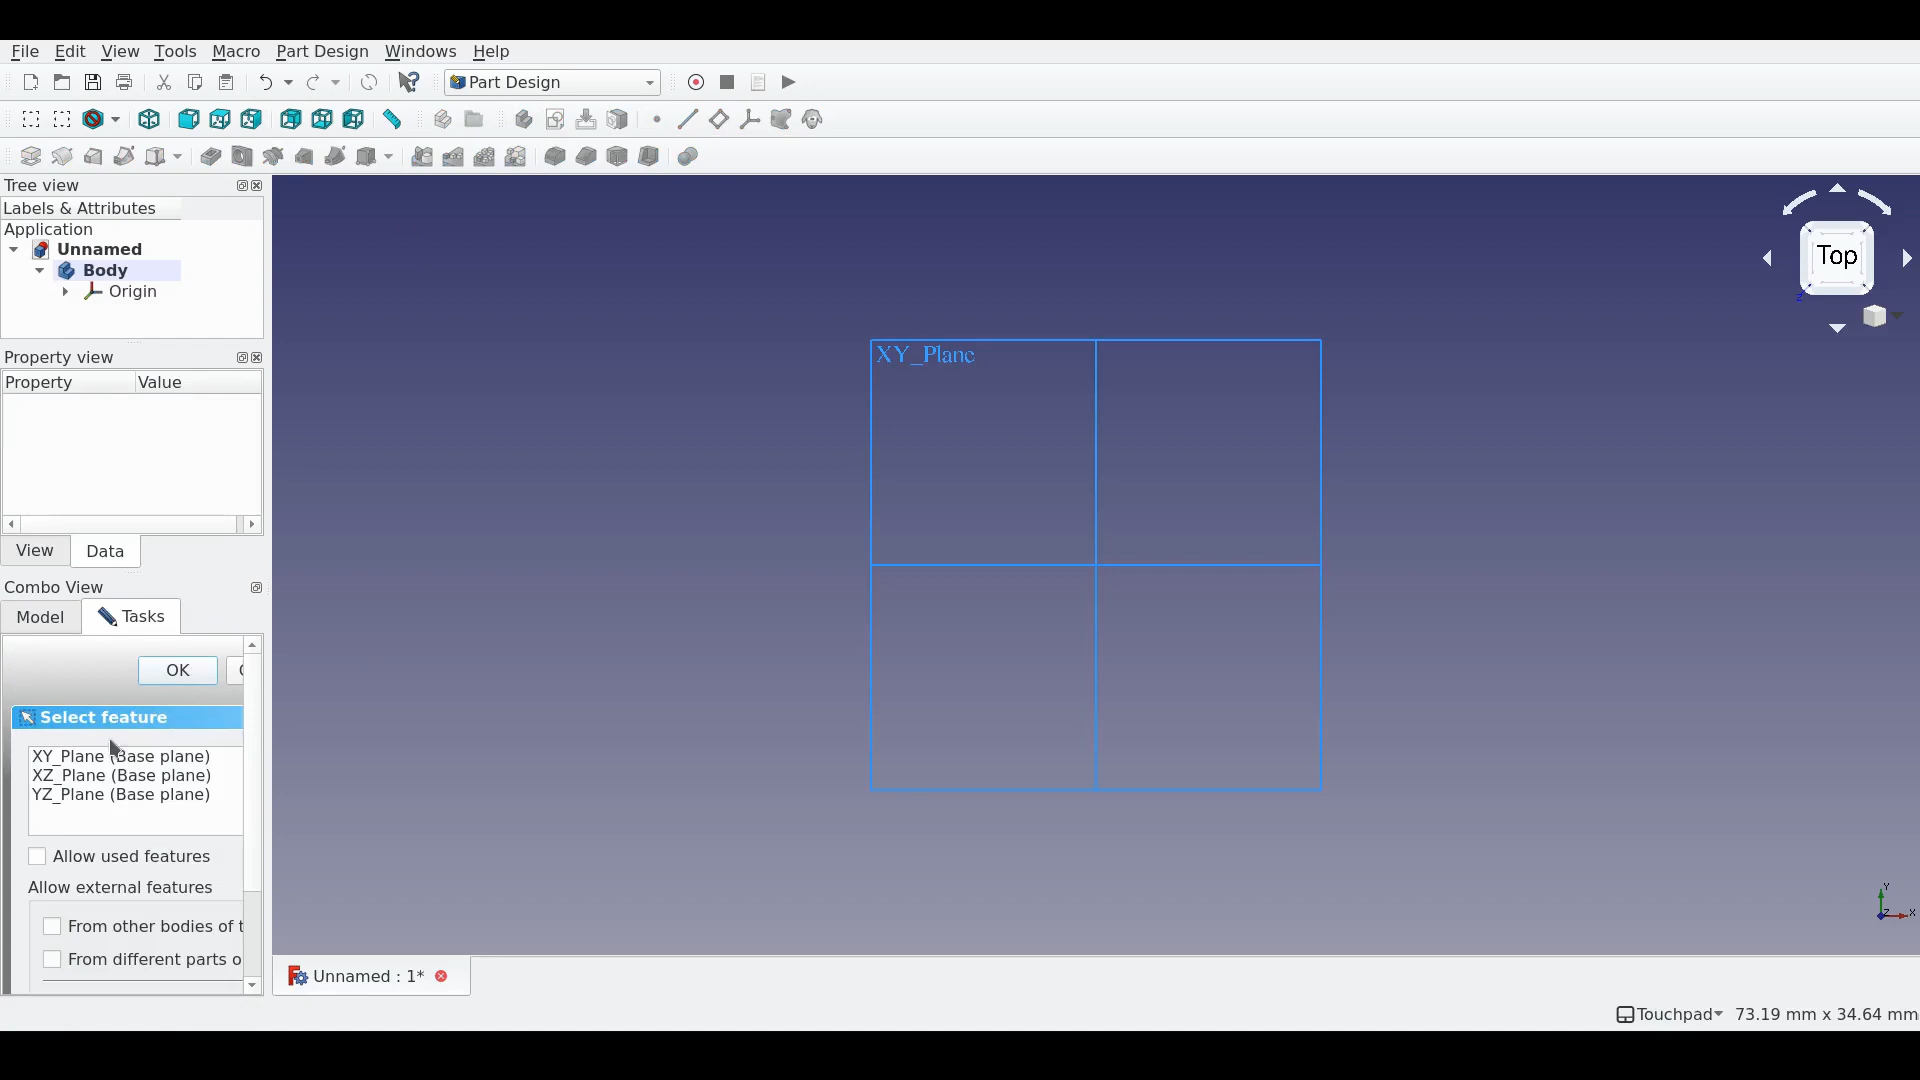 File Edit View Tools Macro Part Design Windows Help
Part Design
Tree view
Labels & Attributes
Application
Unnamed
Body
Origin
Property view
Property Value
View Data
Combo View
Model Tasks
OK
Select feature
XY_Plane (Base plane)
XZ_Plane (Base plane)
YZ_Plane (Base plane)
Allow used features
Allow external features
From other bodies of t
From different parts o
XY_Plane
Top
Z
Y
Z X
Unnamed : 1*
Touchpad 73.19 mm x 34.64 mm